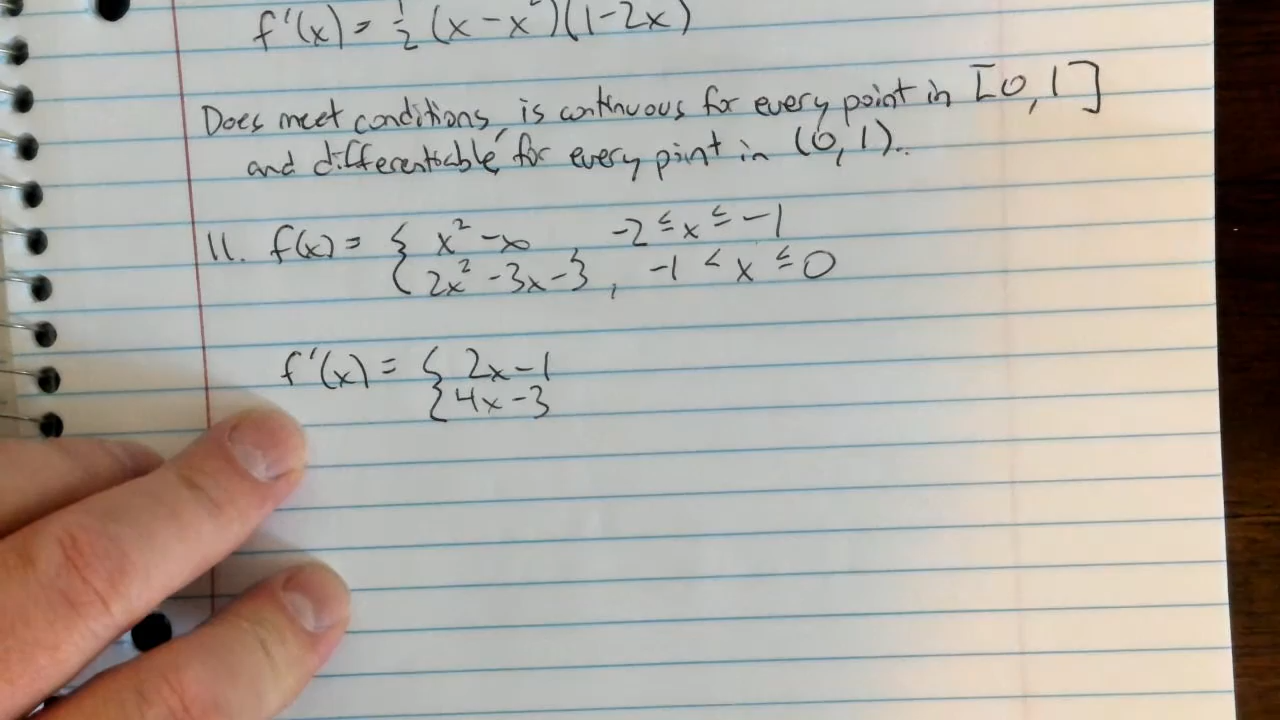 f'(x) = 1/2 (x - x²)(1-2x)
Does meet conditions, is continuous for every point in [0, 1]
and differentiable, for every point in (0, 1).
11. f(x) = { x² - x , -2 ≤ x ≤ -1
{ 2x² - 3x - 3 , -1 < x ≤ 0
f'(x) = { 2x - 1
{ 4x - 3